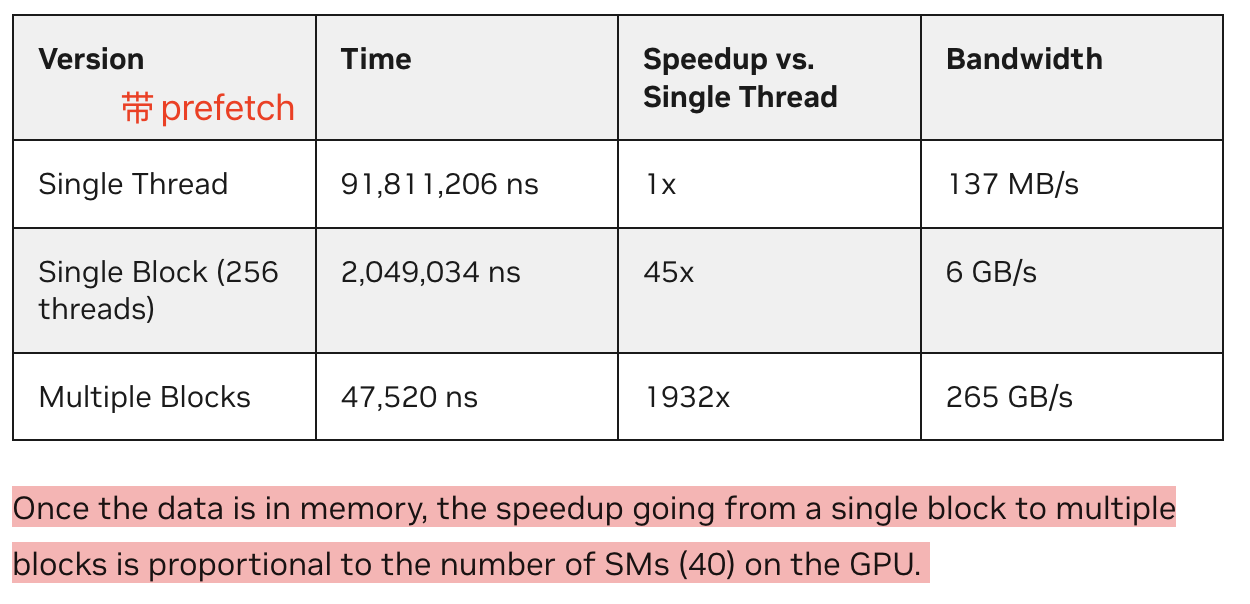 Version
带 prefetch
Time
Speedup vs.
Single Thread
Bandwidth
Single Thread
91,811,206 ns
1x
137 MB/s
Single Block (256
threads)
2,049,034 ns
45x
6 GB/s
Multiple Blocks
47,520 ns
1932x
265 GB/s
Once the data is in memory, the speedup going from a single block to multiple
blocks is proportional to the number of SMs (40) on the GPU.